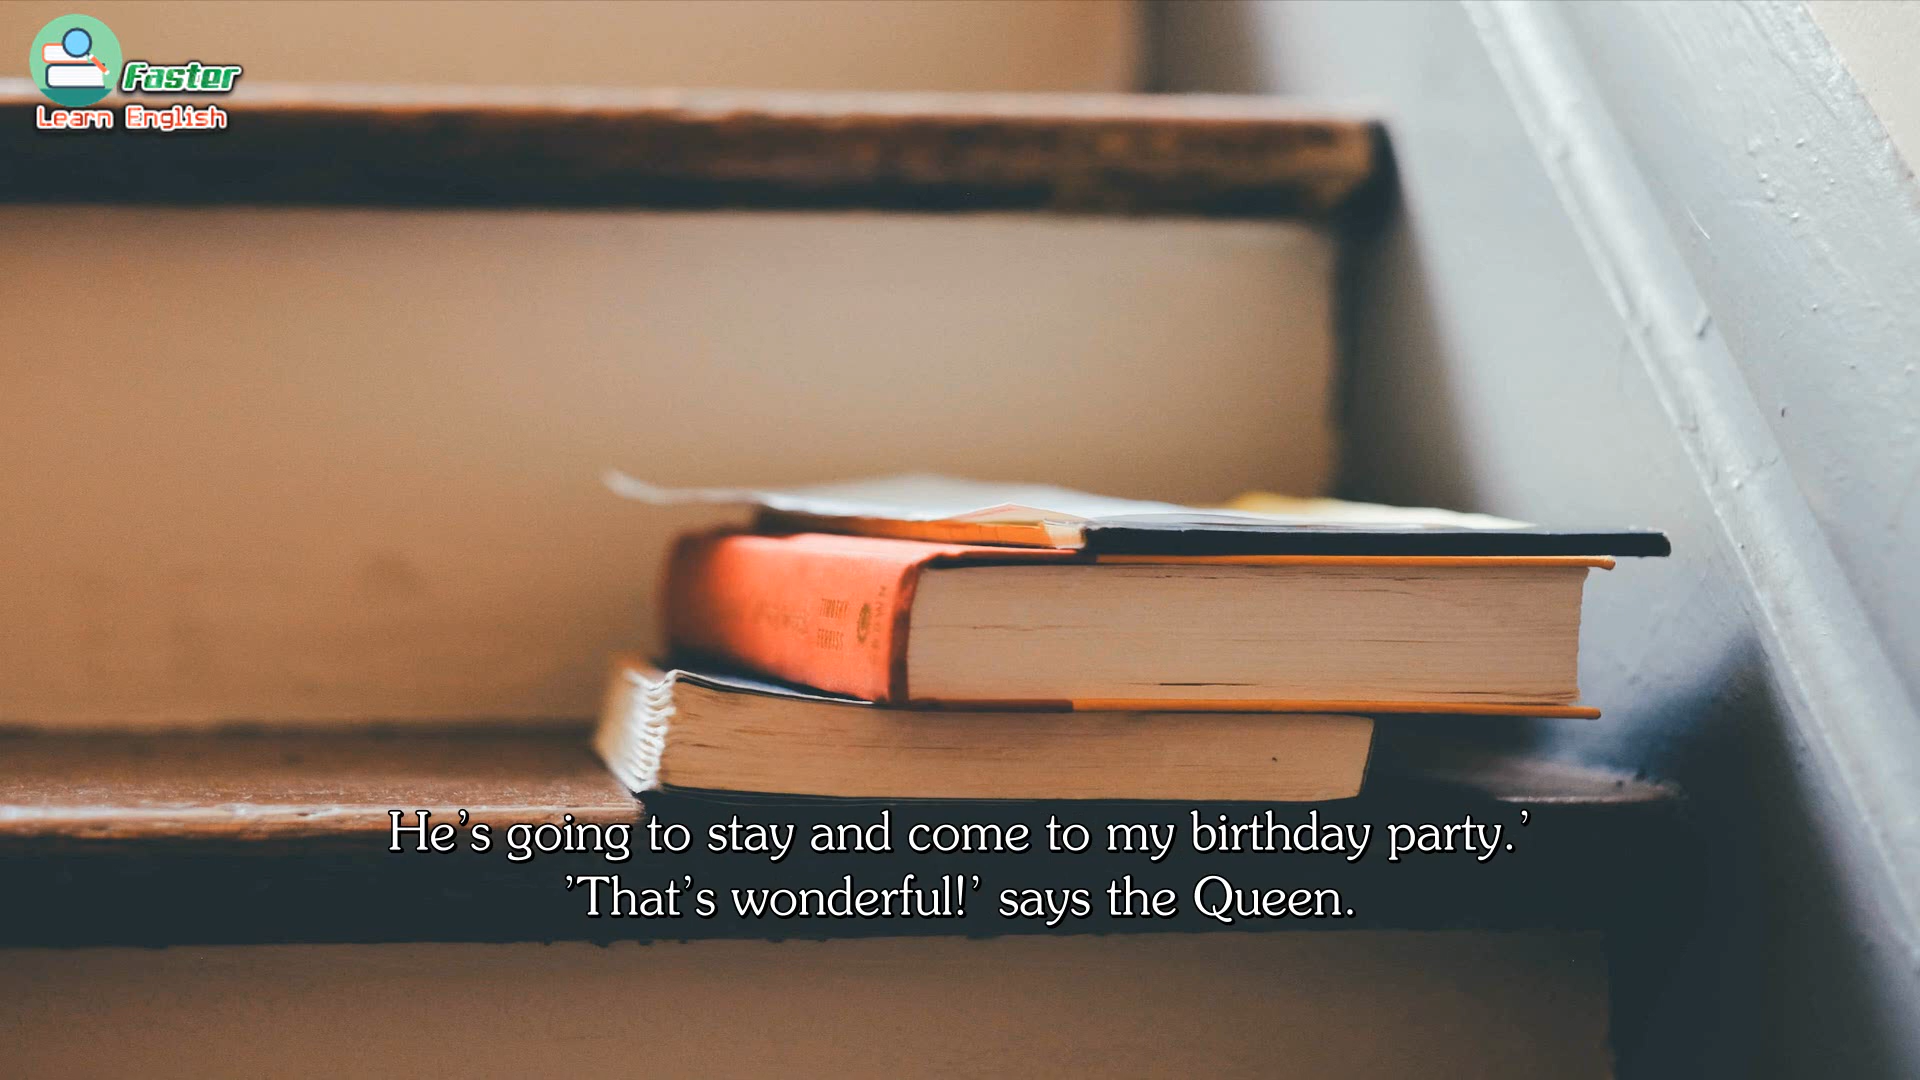 Faster
Learn English
He’s going to stay and come to my birthday party.’
’That’s wonderful!’ says the Queen.